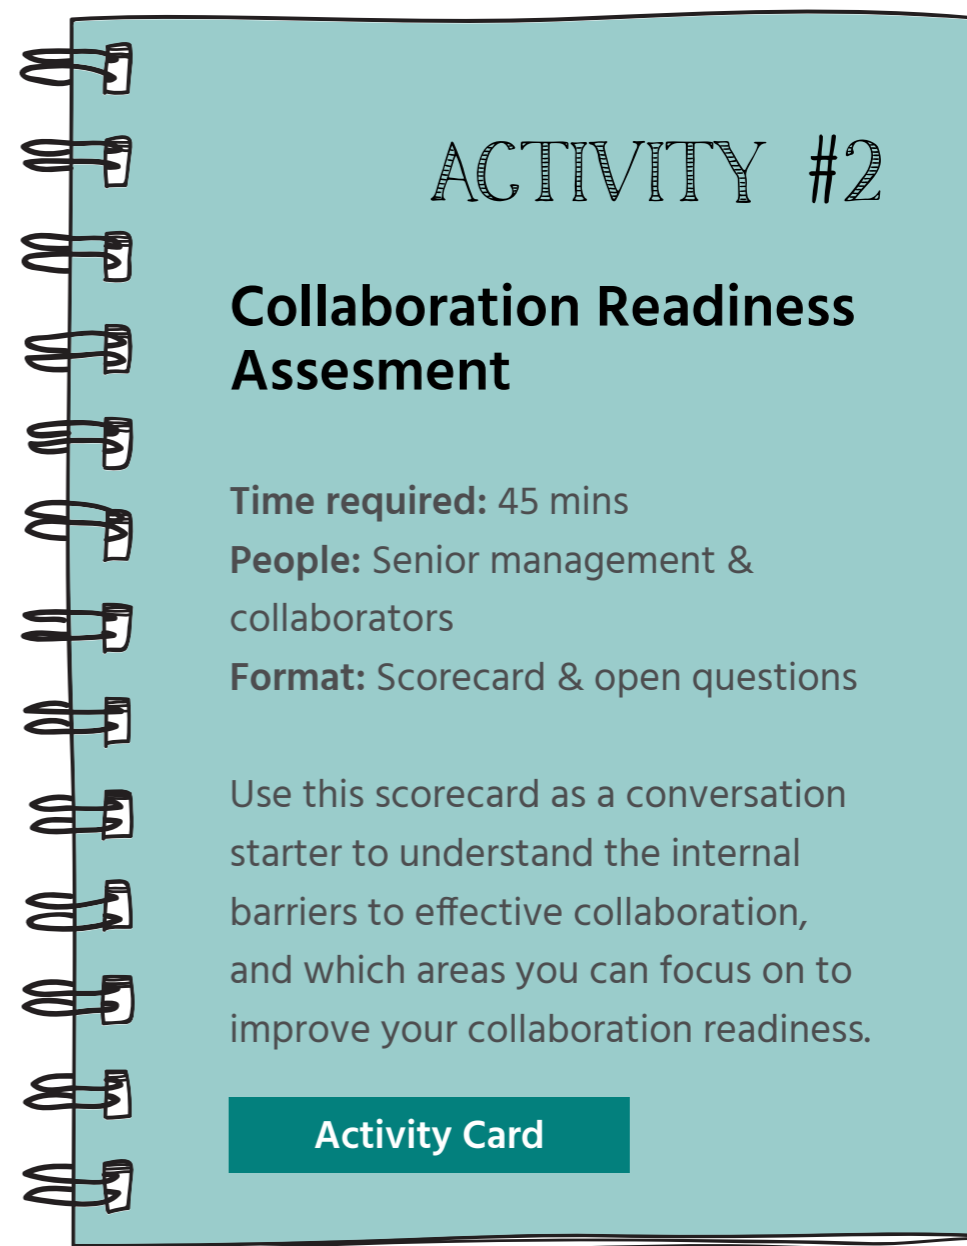 ACTIVITY #2
Collaboration Readiness
Assesment
Time required: 45 mins
People: Senior management &
collaborators
Format: Scorecard & open questions
Use this scorecard as a conversation
starter to understand the internal
barriers to effective collaboration,
and which areas you can focus on to
improve your collaboration readiness.
Activity Card